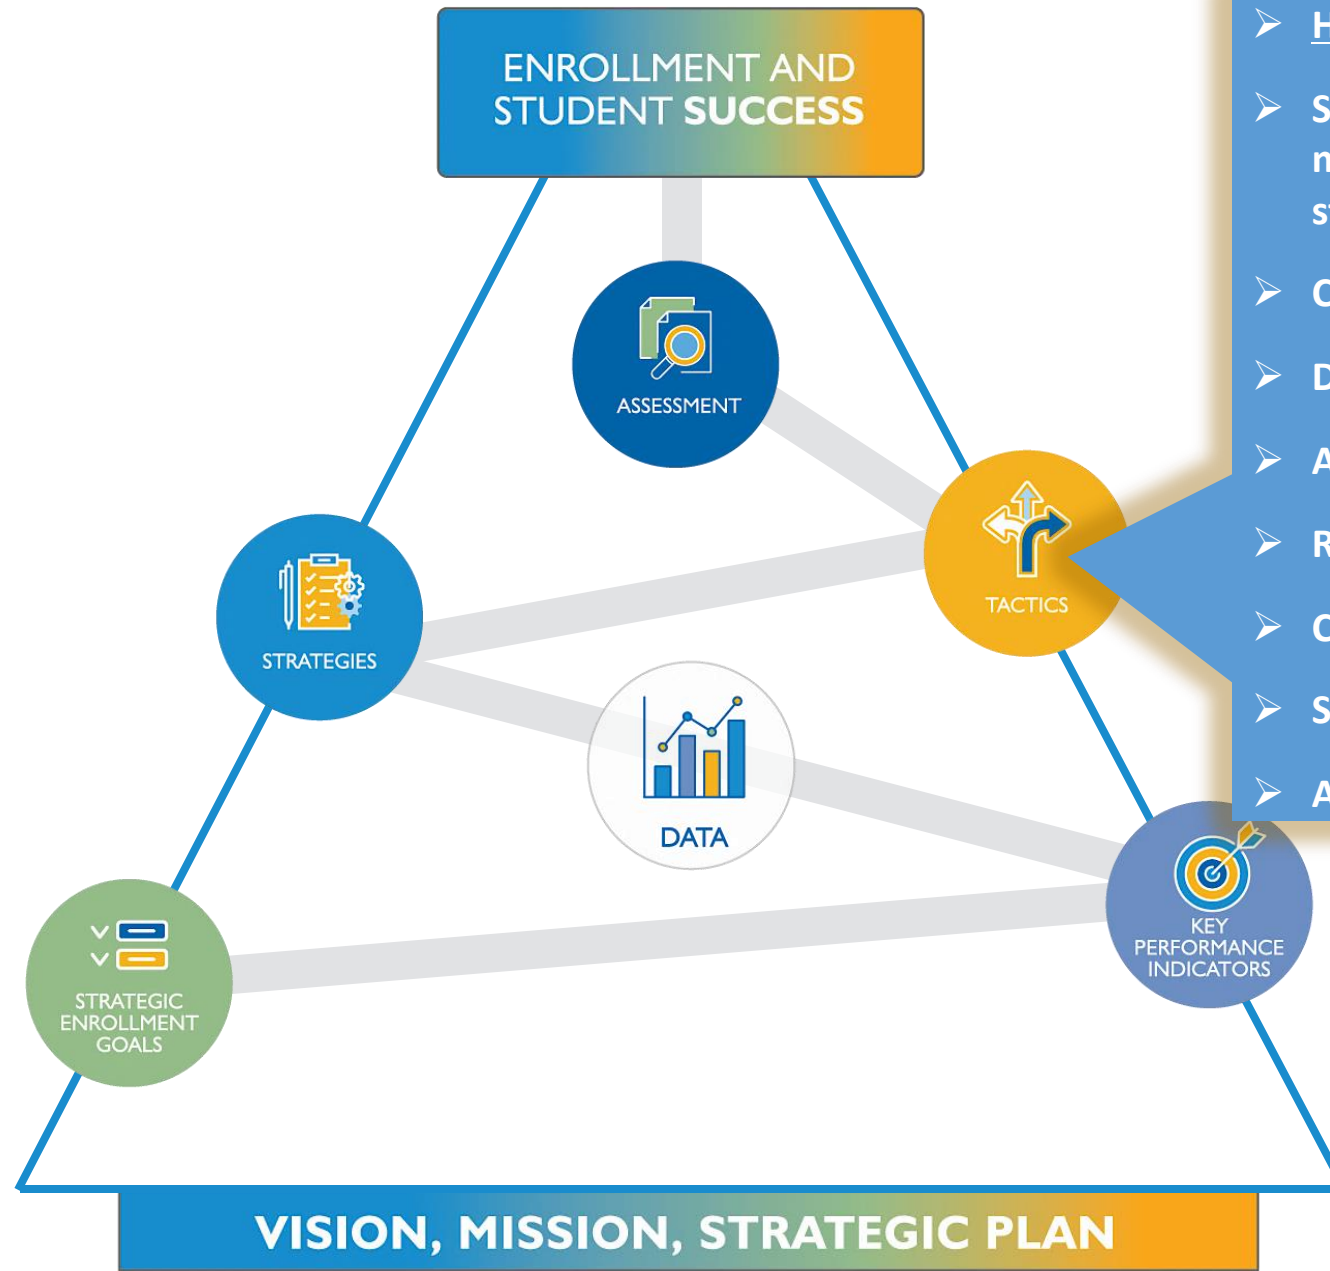 ENROLLMENT AND
STUDENT SUCCESS
ASSESSMENT
TACTICS
STRATEGIES
DATA
KEY
PERFORMANCE
INDICATORS
STRATEGIC
ENROLLMENT
GOALS
VISION, MISSION, STRATEGIC PLAN